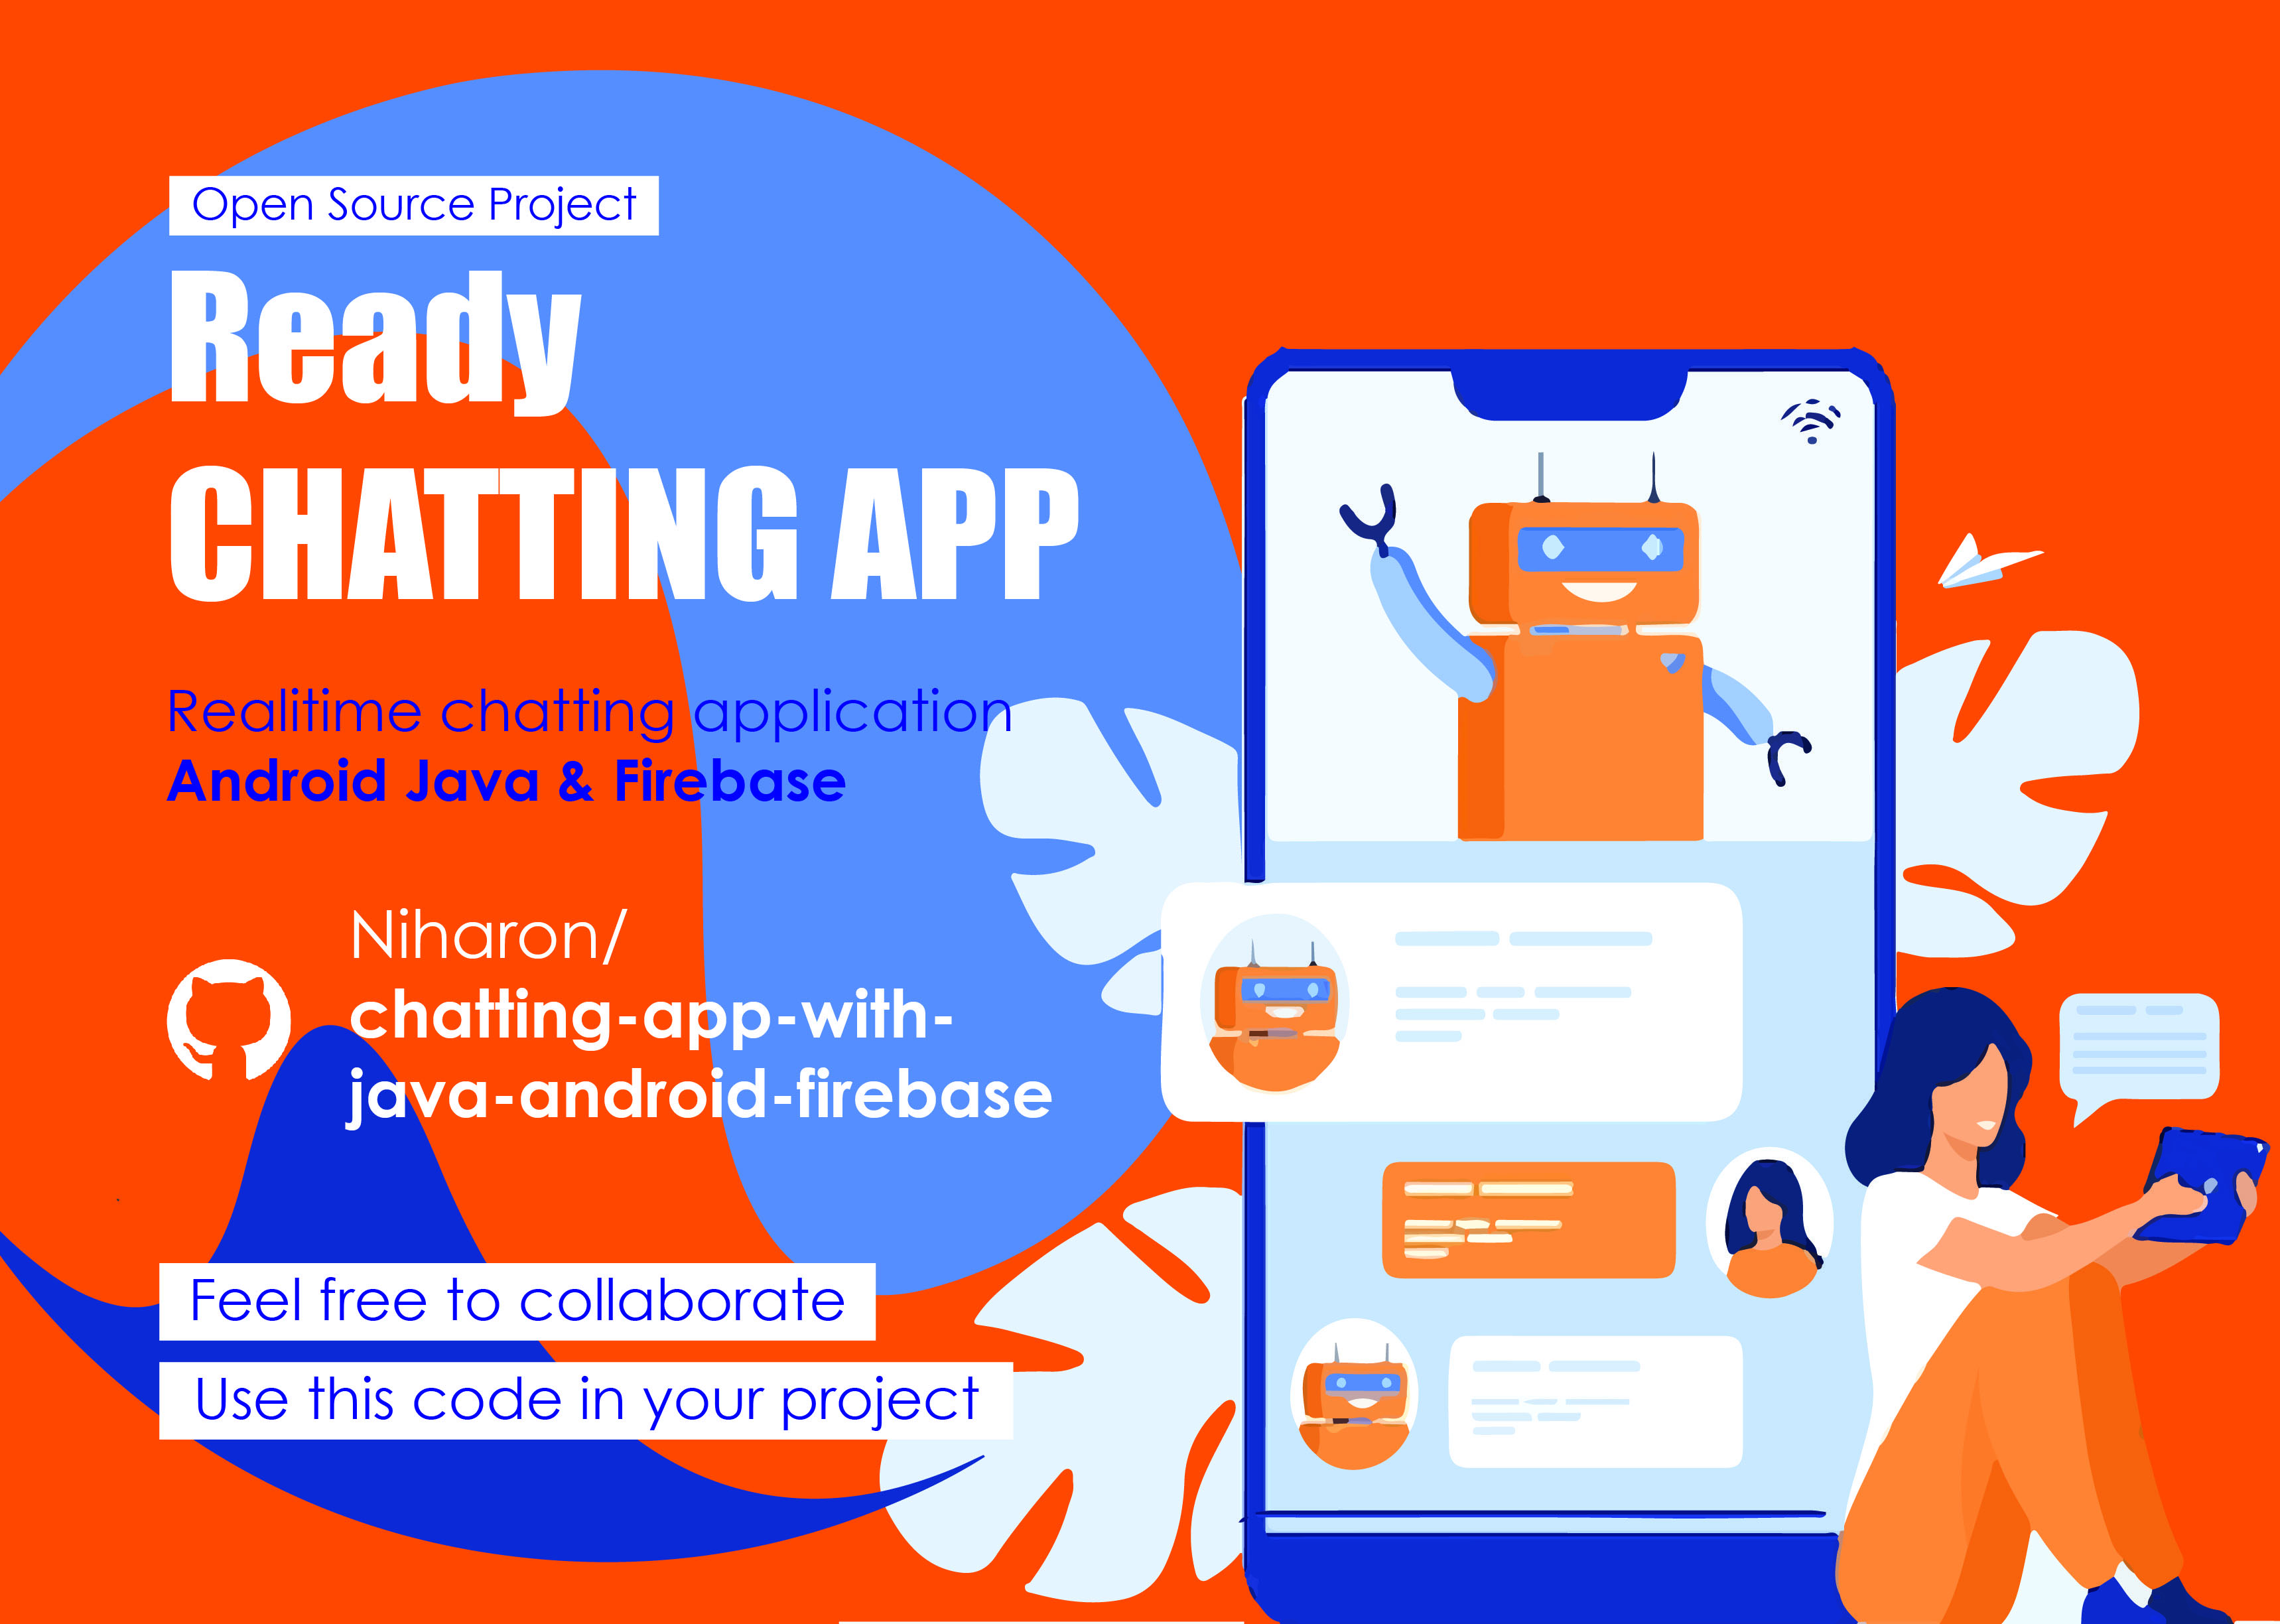 Open Source Project
Ready
CHATTING APP
Realitime chatting application
Android Java & Firebase
Niharon/
chatting-app-with-
java-android-firebase
Feel free to collaborate
Use this code in your project